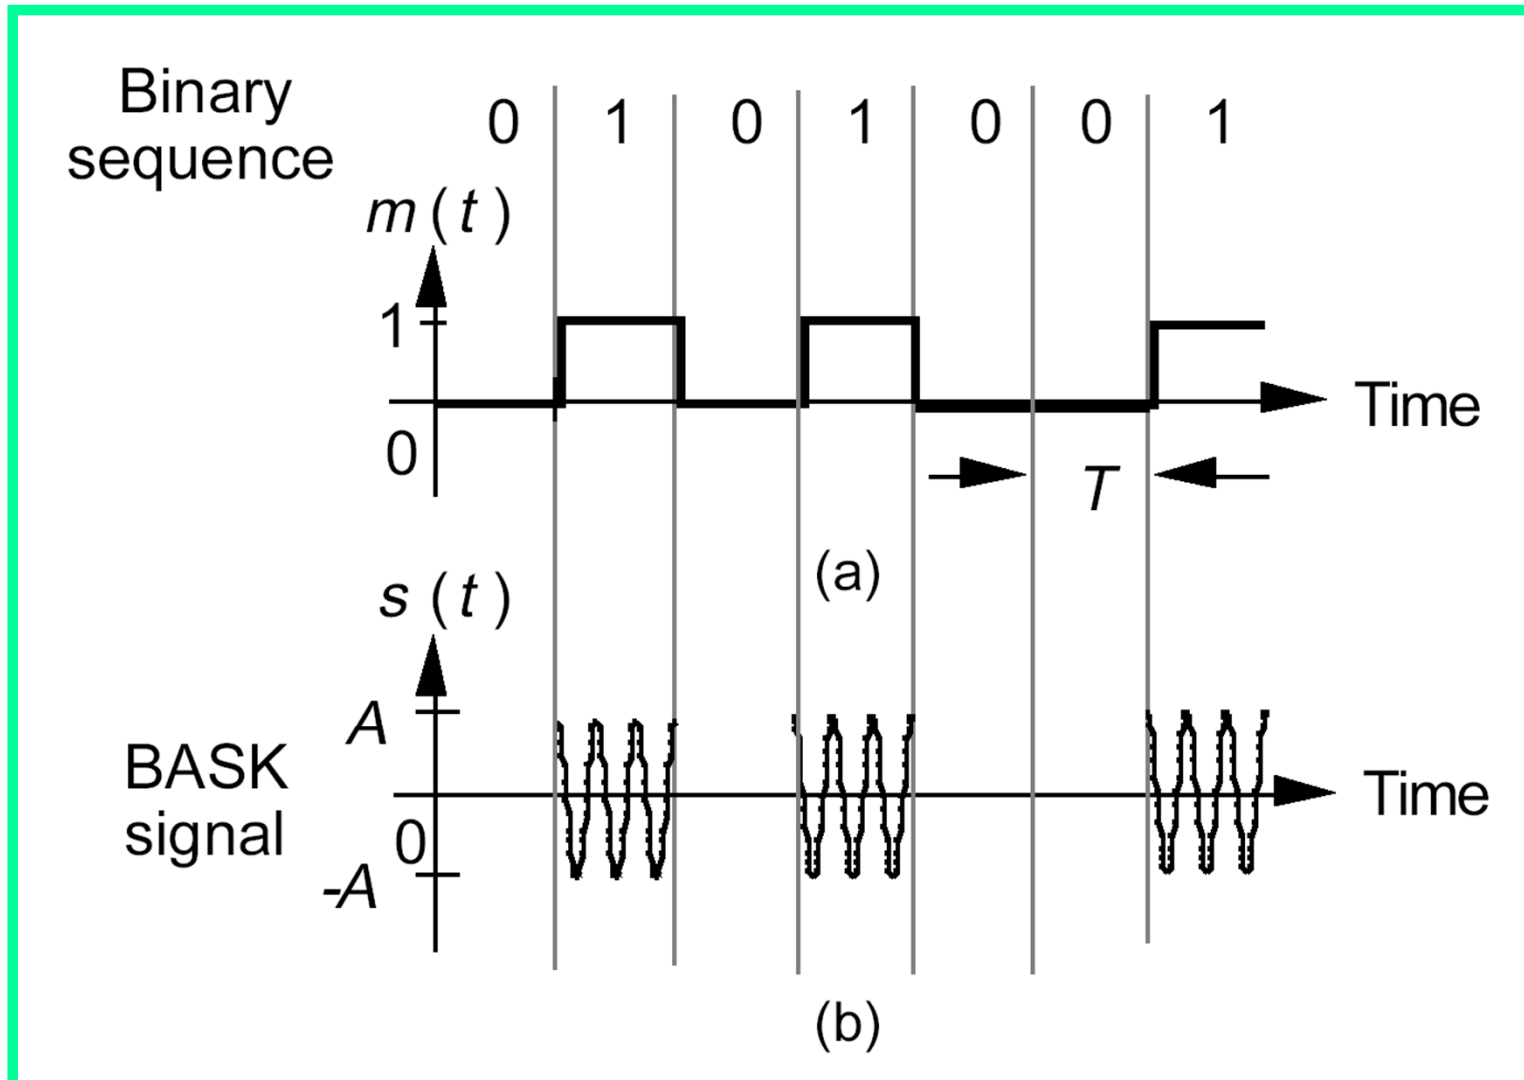 Binary
sequence
0 1 0 1 0 0 1
m ( t )
1
0
Time
T
(a)
s ( t )
A
BASK
signal
0
-A
Time
(b)